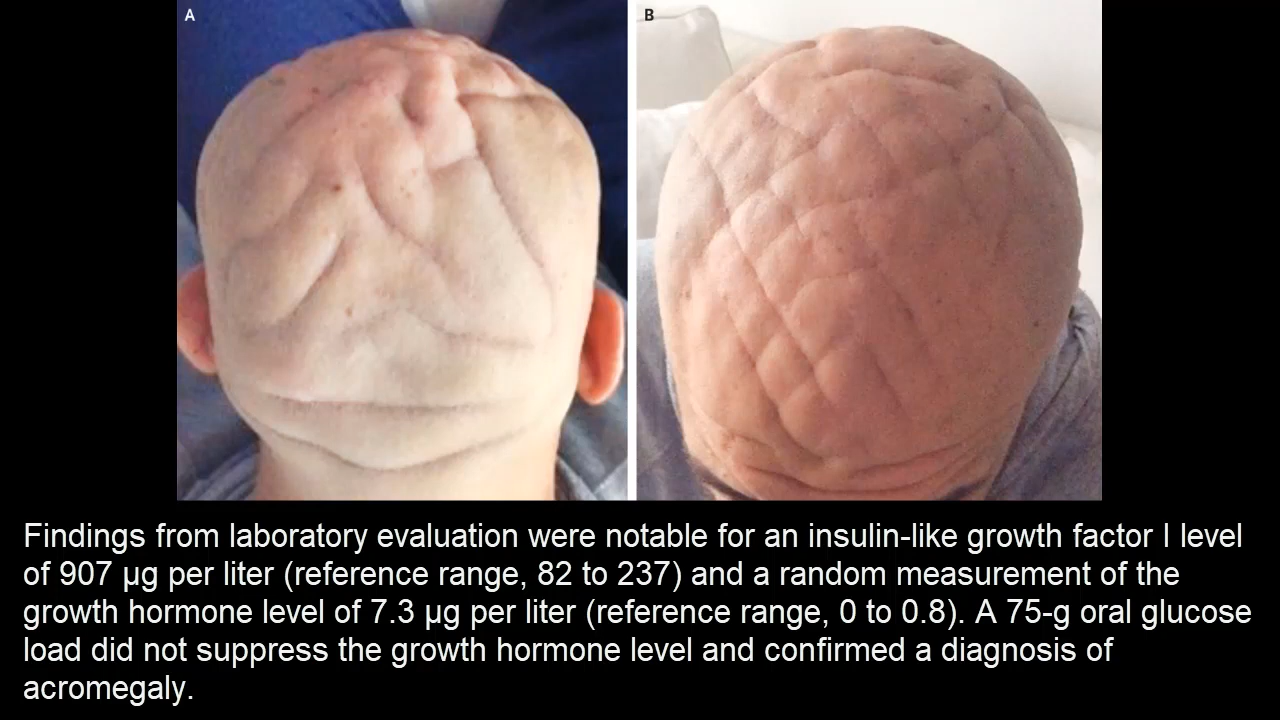 A
B
Findings from laboratory evaluation were notable for an insulin-like growth factor I level
of 907 μg per liter (reference range, 82 to 237) and a random measurement of the
growth hormone level of 7.3 μg per liter (reference range, 0 to 0.8). A 75-g oral glucose
load did not suppress the growth hormone level and confirmed a diagnosis of
acromegaly.